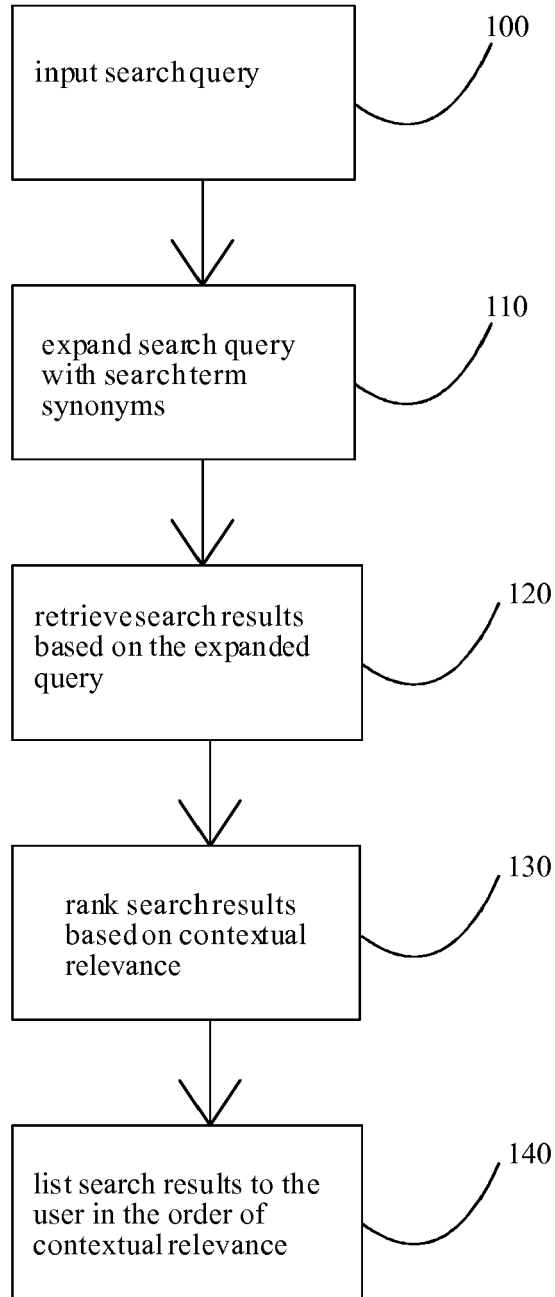 100
input search query
110
expand search query
with search term
synonyms
120
retrieve search results
based on the expanded
query
130
rank search results
based on contextual
relevance
140
list search results to the
user in the order of
contextual relevance